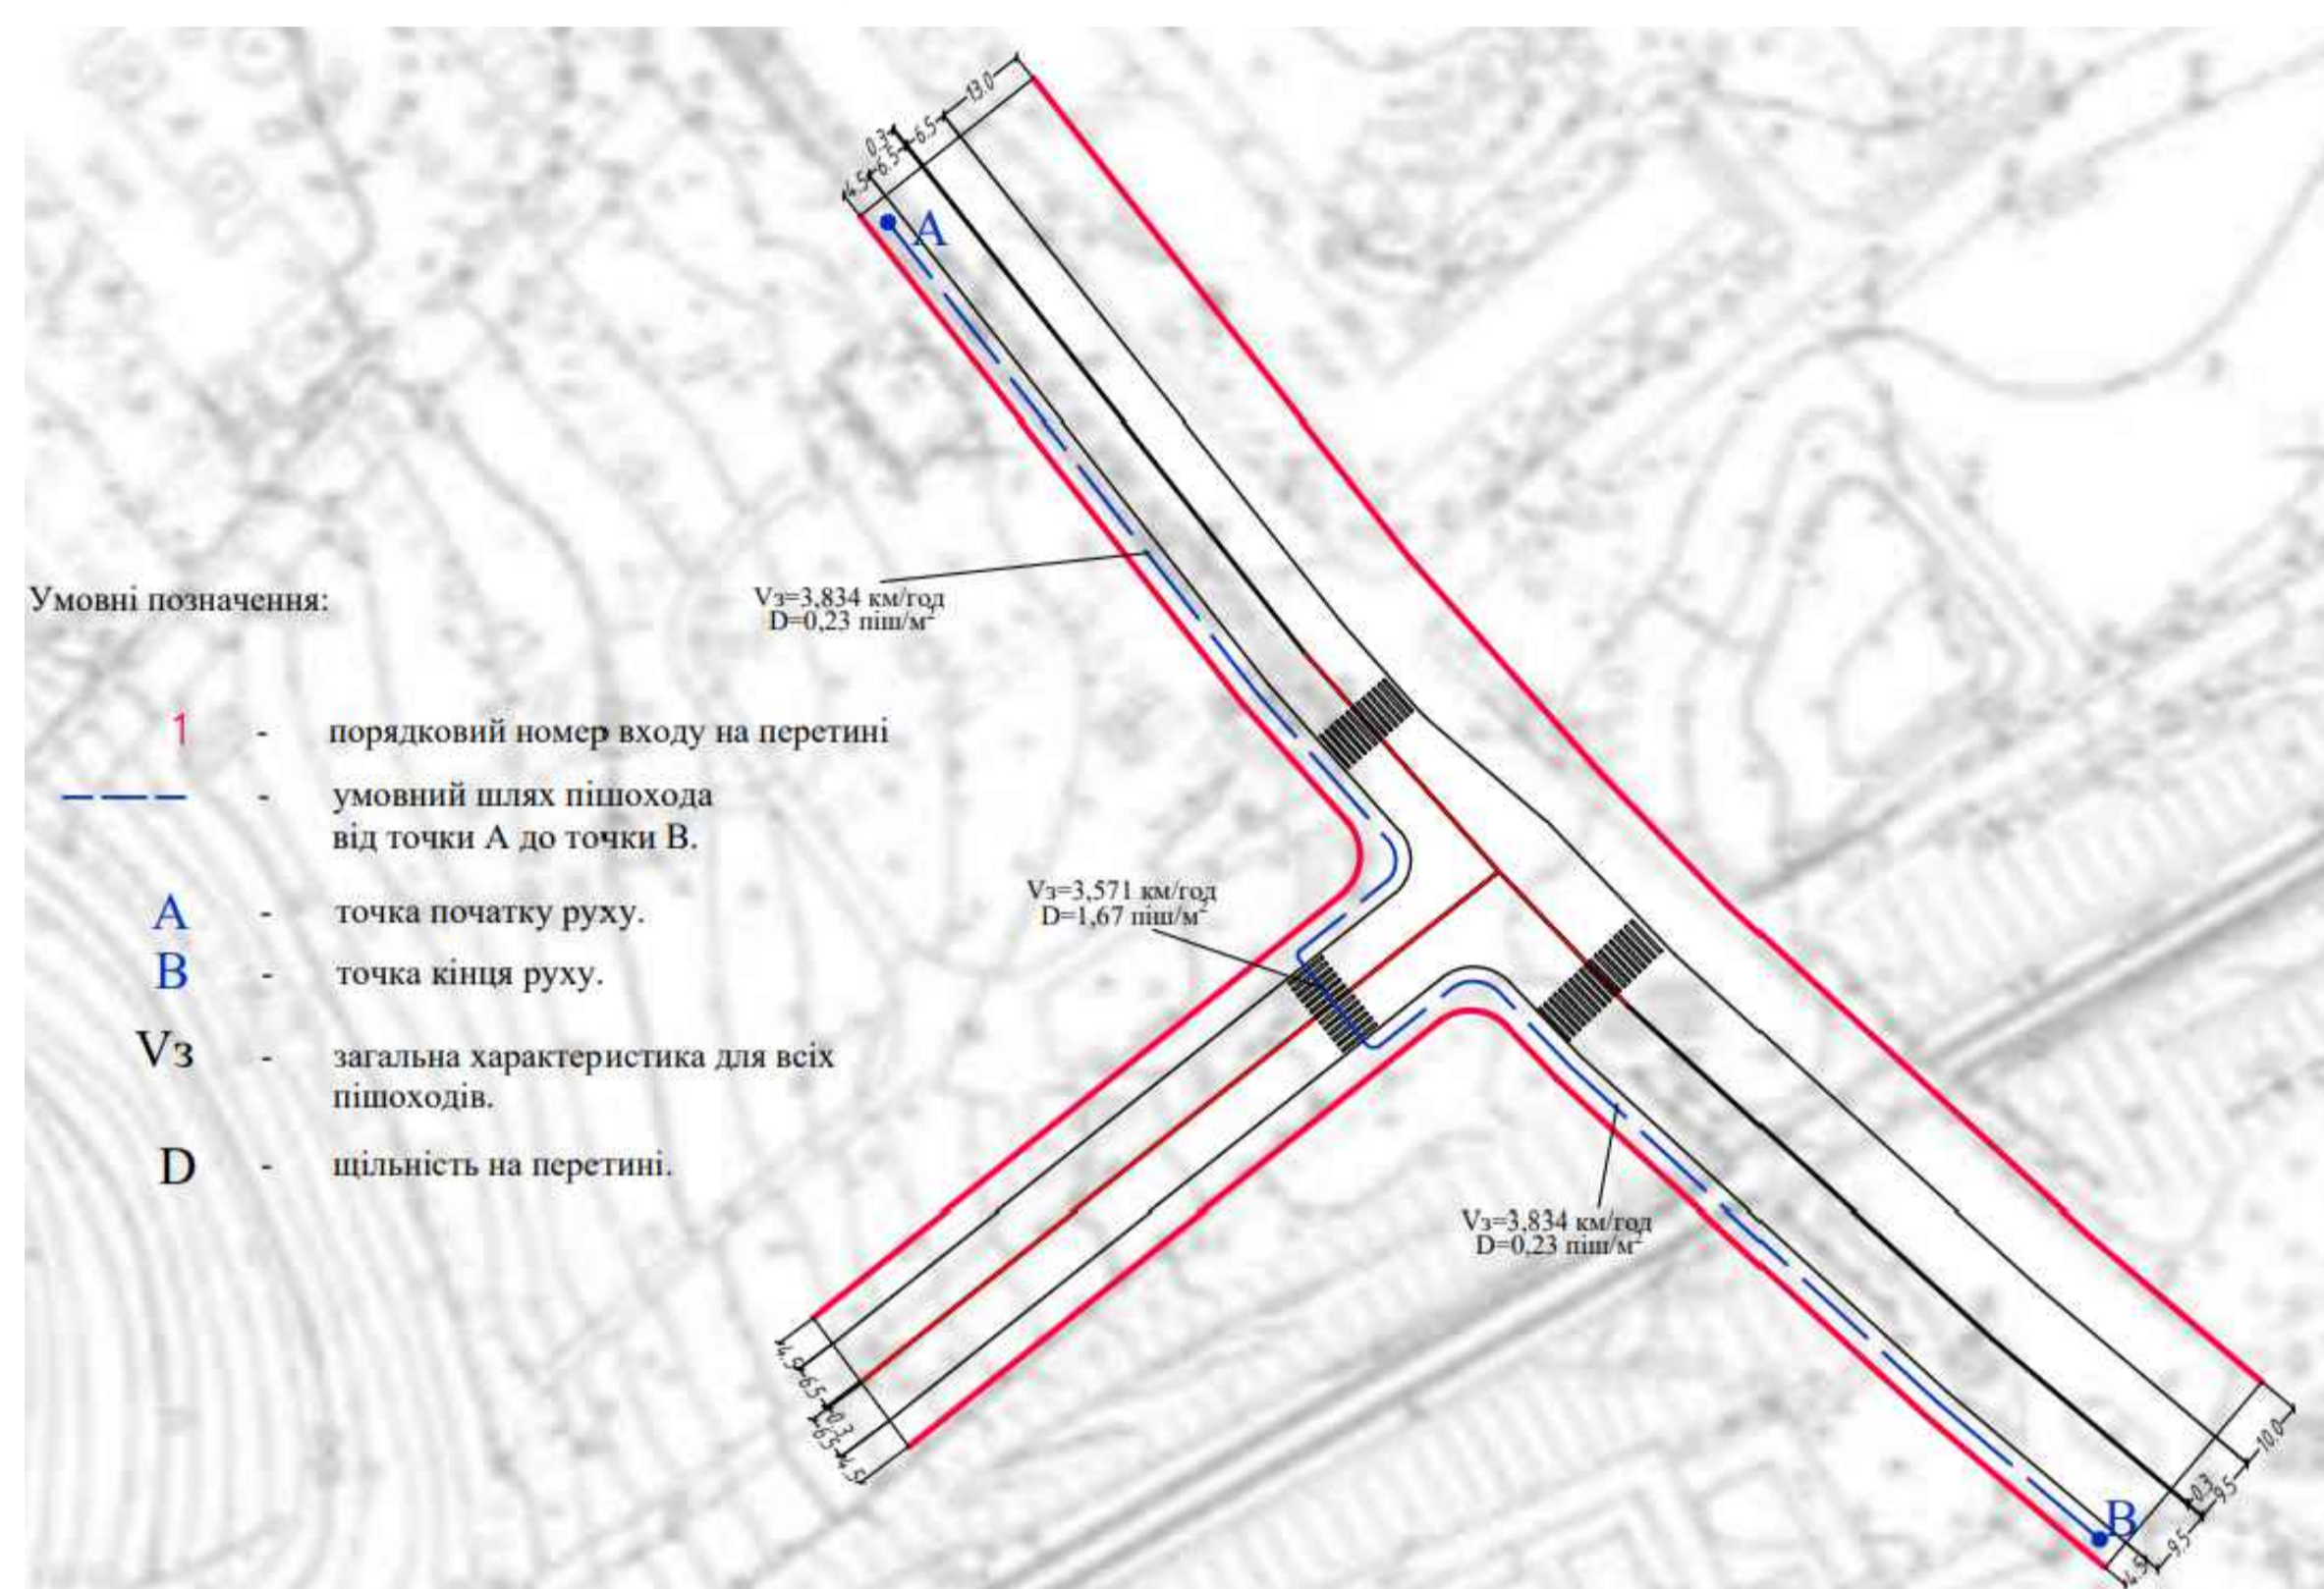 13.0
6.5
0.3
6.5
4.5
A
Vз=3,834 км/год
D=0,23 піш/м²
Умовні позначення:
1 - порядковий номер входу на перетині
- умовний шлях пішохода
від точки А до точки В.
A - точка початку руху.
B - точка кінця руху.
Vз - загальна характеристика для всіх
пішоходів.
D - щільність на перетині.
Vз=3,571 км/год
D=1,67 піш/м²
Vз=3,834 км/год
D=0,23 піш/м²
4.5
6.5
0.3
6.5
4.5
10.0
0.3
9.5
9.5
4.5
B